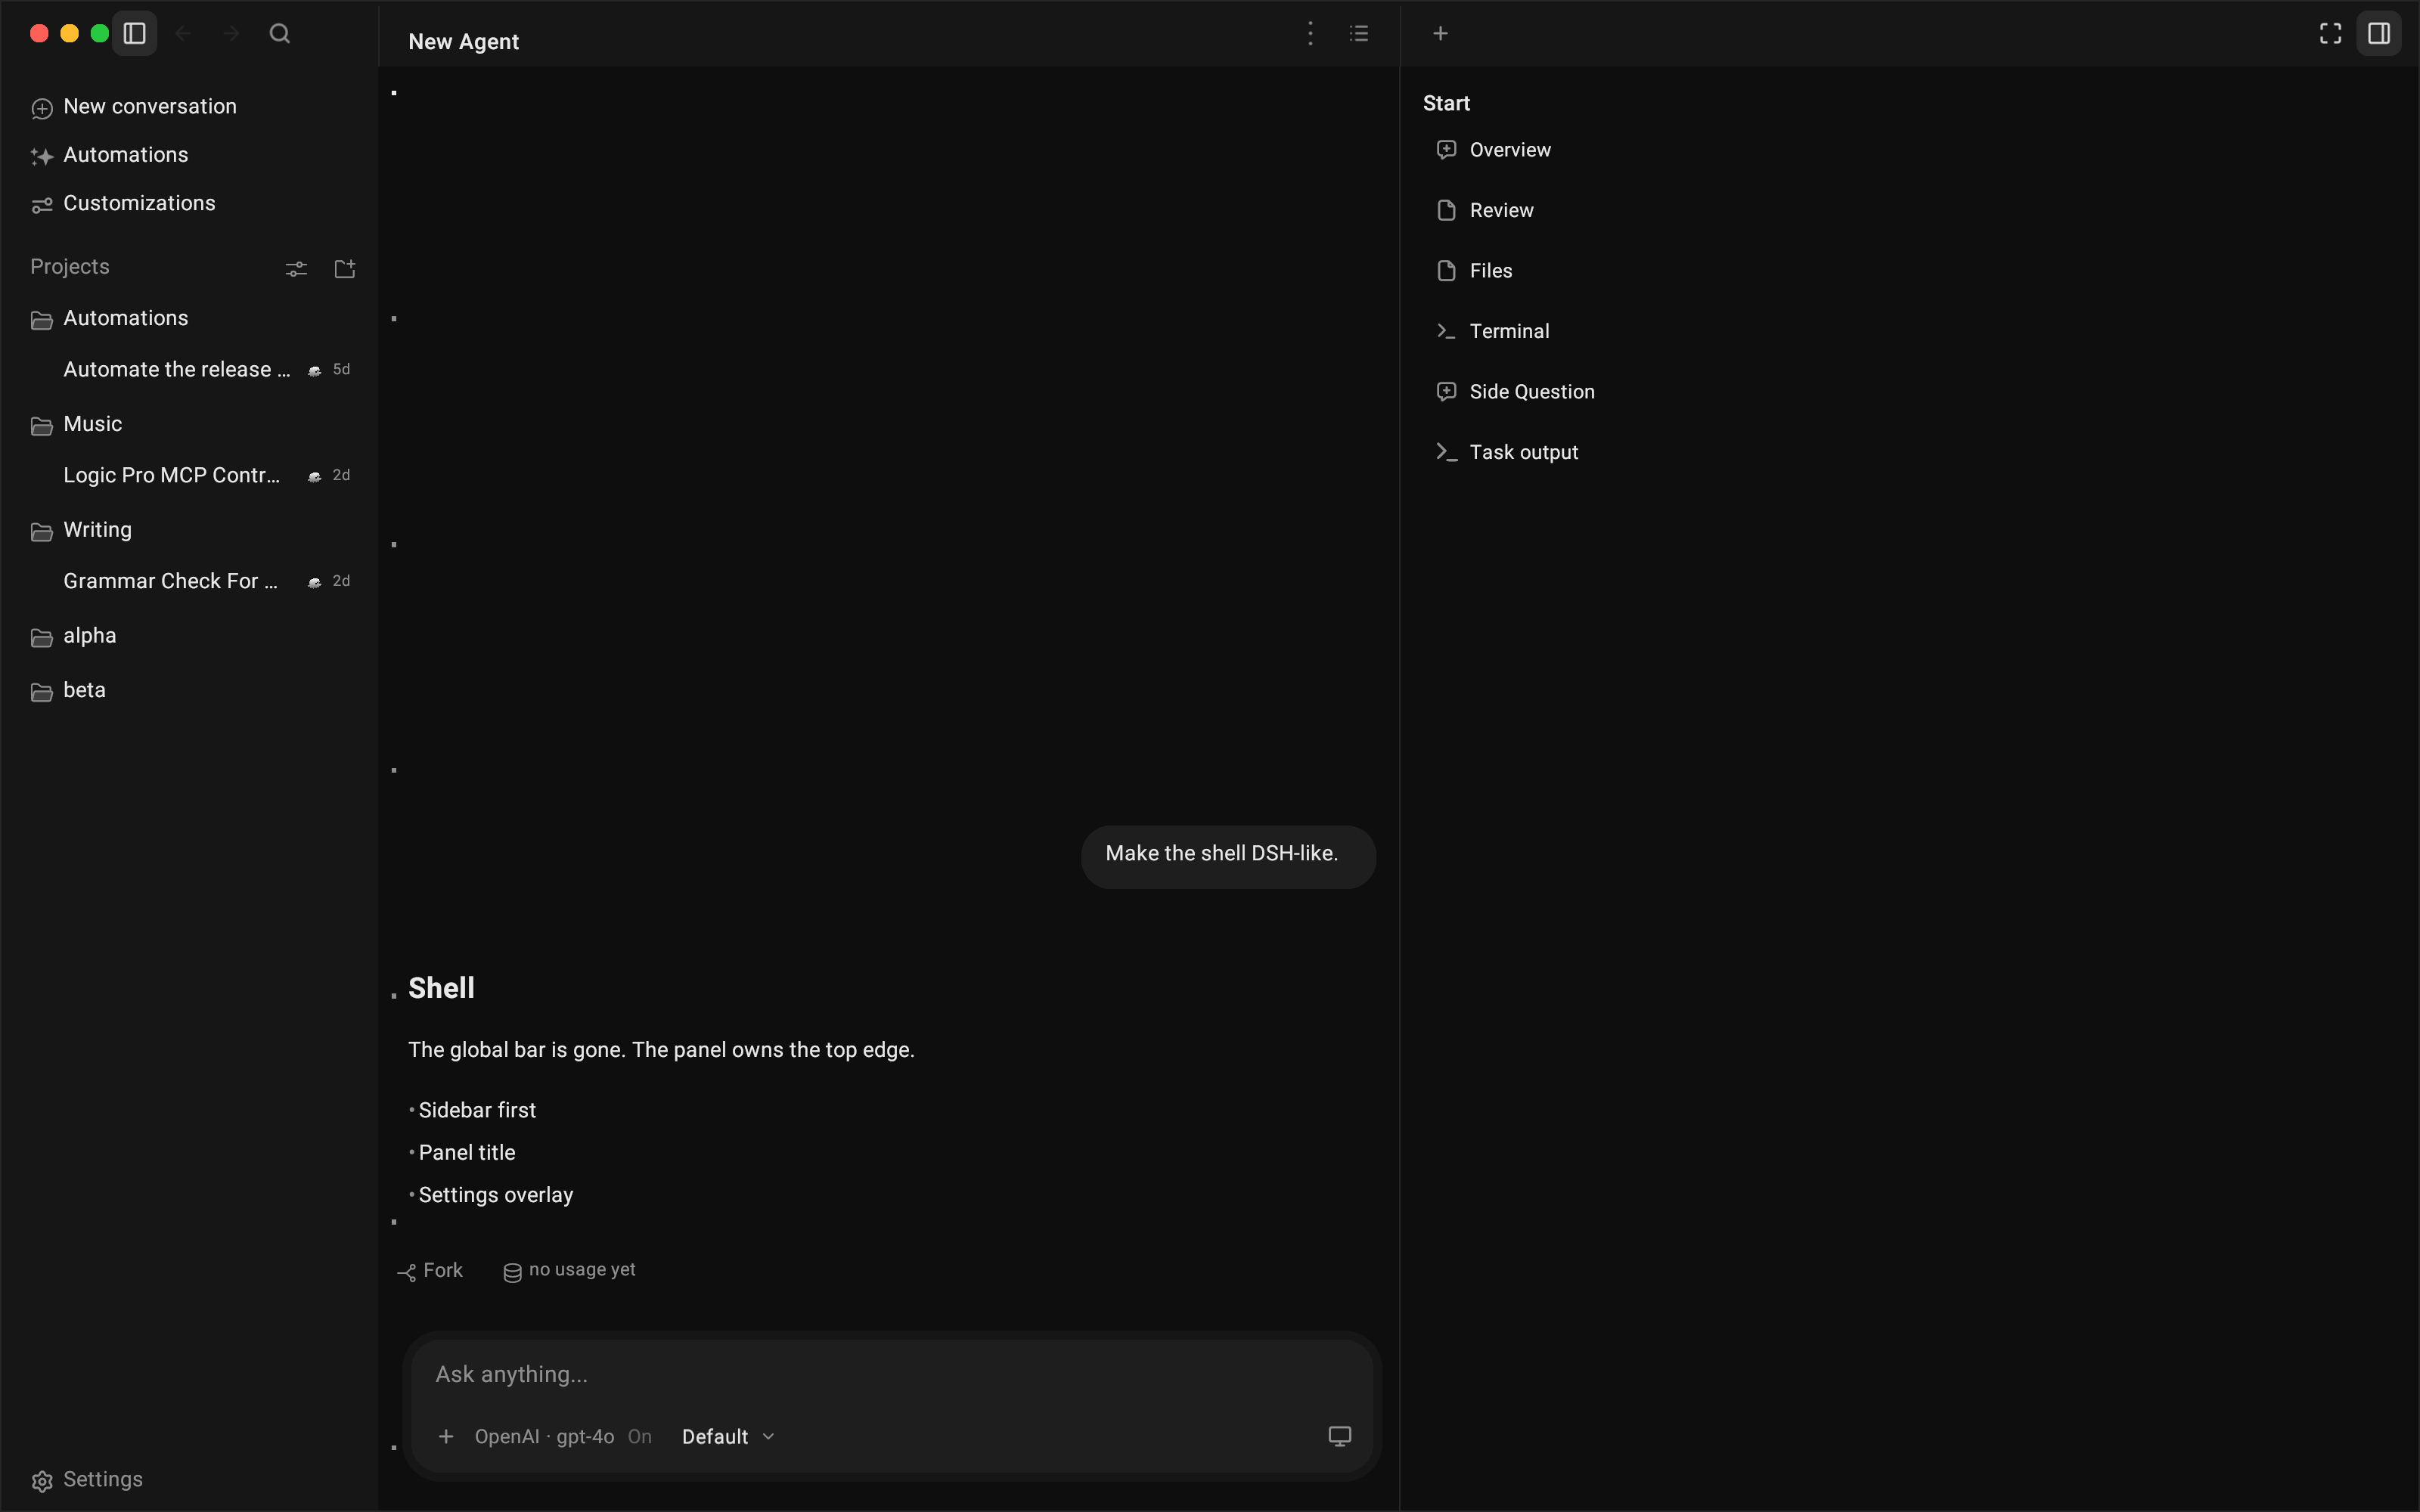 New Agent
New conversation
Automations
Customizations
Projects
Automations
Automate the release ... 5d
Music
Logic Pro MCP Contr... 2d
Writing
Grammar Check For ... 2d
alpha
beta
Settings
Make the shell DSH-like.
Shell
The global bar is gone. The panel owns the top edge.
• Sidebar first
• Panel title
• Settings overlay
Fork no usage yet
Ask anything...
OpenAI · gpt-4o On Default
Start
Overview
Review
Files
Terminal
Side Question
Task output